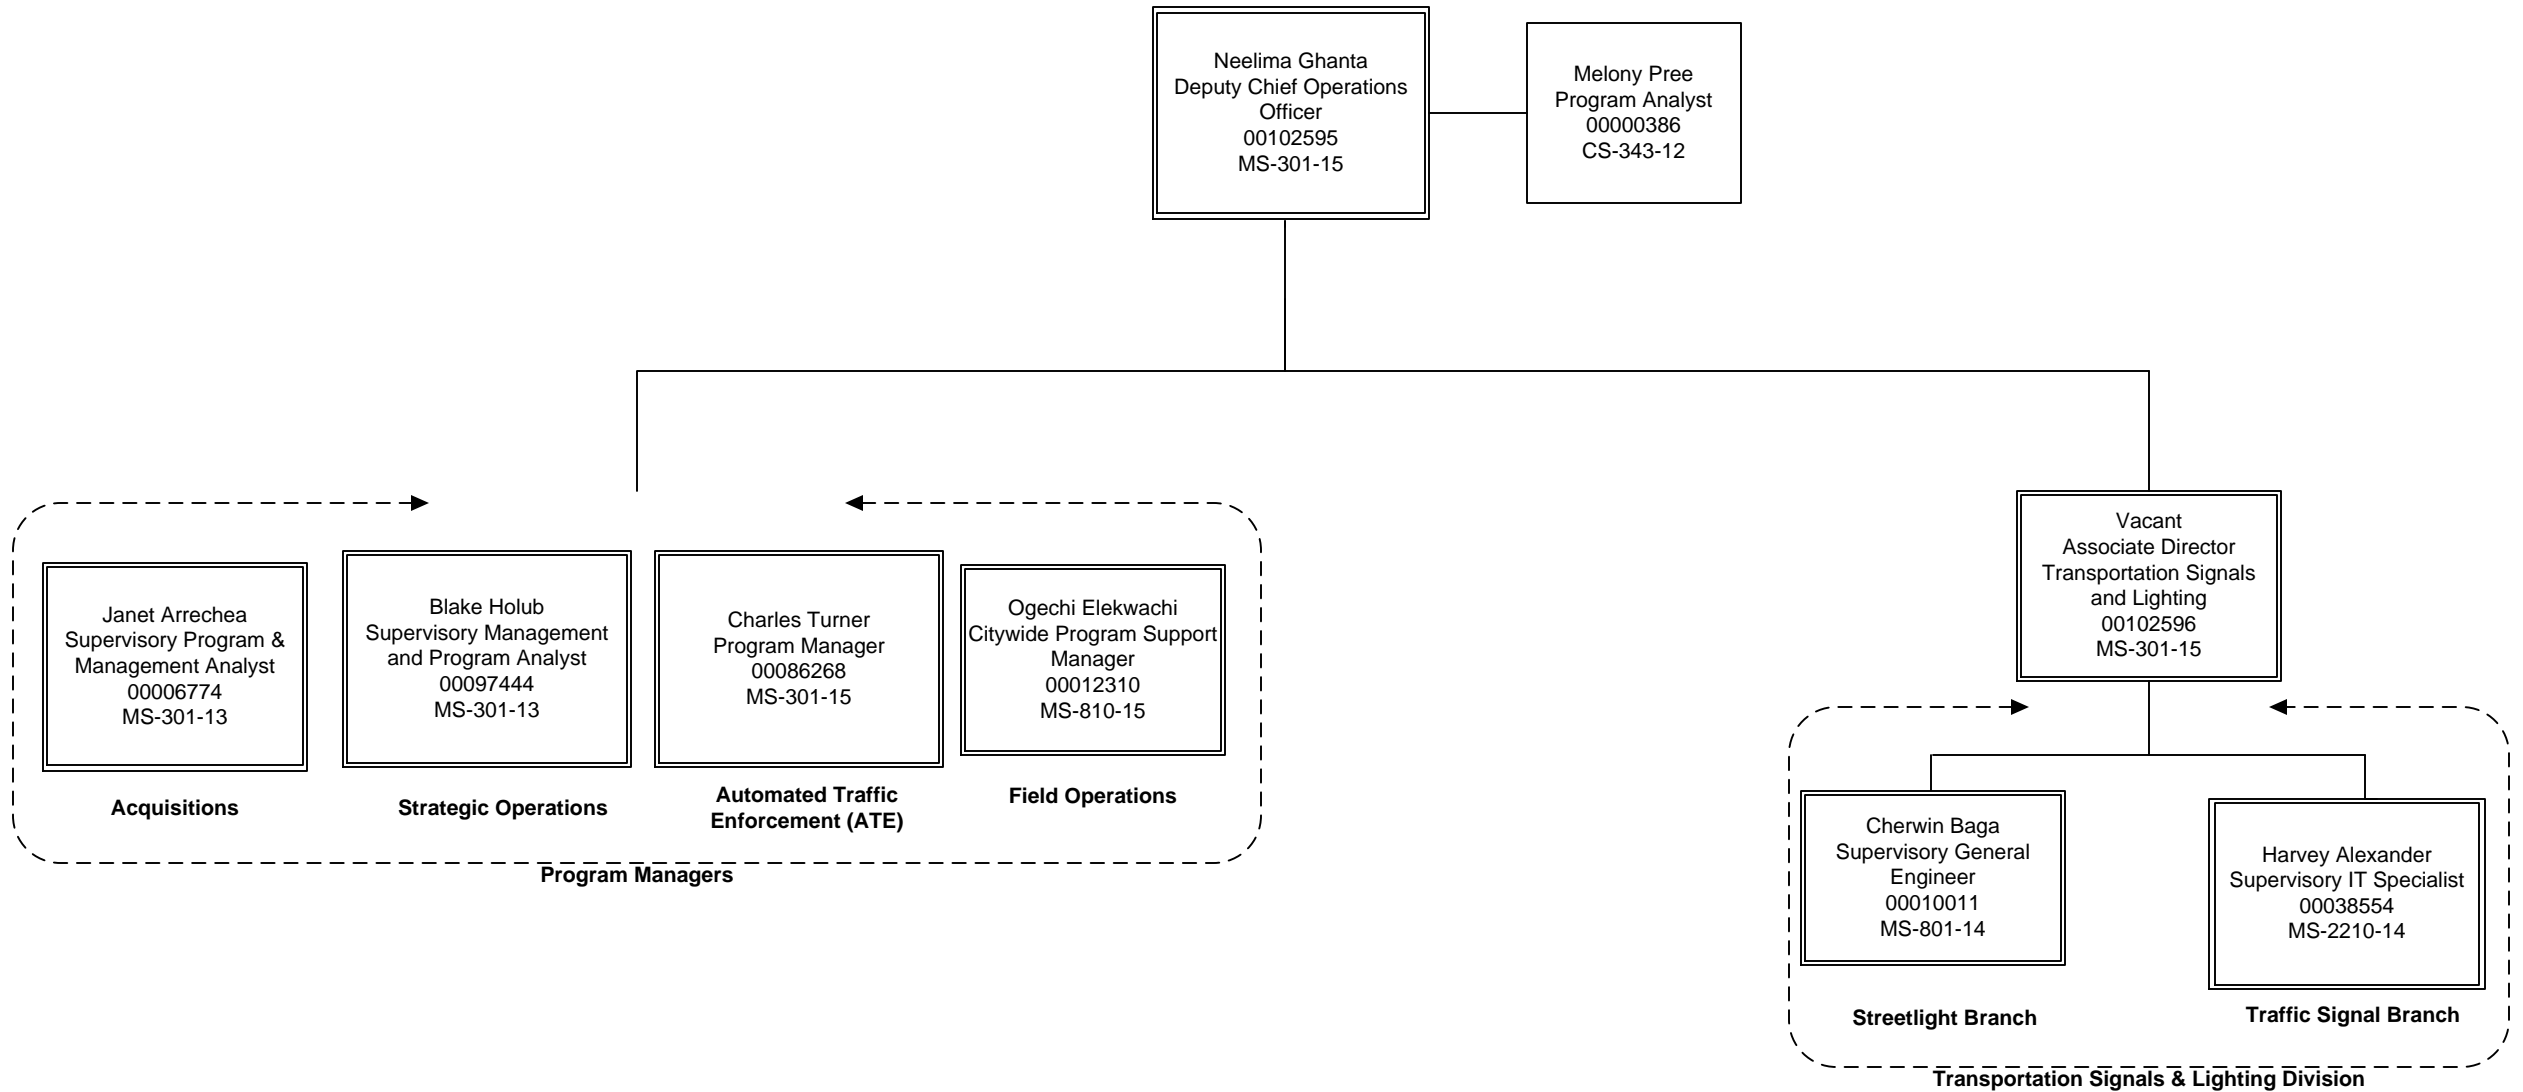 Neelima Ghanta
Deputy Chief Operations
Officer
00102595
MS-301-15
Melony Pree
Program Analyst
00000386
CS-343-12
Janet Arrechea
Supervisory Program &
Management Analyst
00006774
MS-301-13
Acquisitions
Blake Holub
Supervisory Management
and Program Analyst
00097444
MS-301-13
Strategic Operations
Charles Turner
Program Manager
00086268
MS-301-15
Automated Traffic
Enforcement (ATE)
Ogechi Elekwachi
Citywide Program Support
Manager
00012310
MS-810-15
Field Operations
Program Managers
Vacant
Associate Director
Transportation Signals
and Lighting
00102596
MS-301-15
Cherwin Baga
Supervisory General
Engineer
00010011
MS-801-14
Streetlight Branch
Harvey Alexander
Supervisory IT Specialist
00038554
MS-2210-14
Traffic Signal Branch
Transportation Signals & Lighting Division